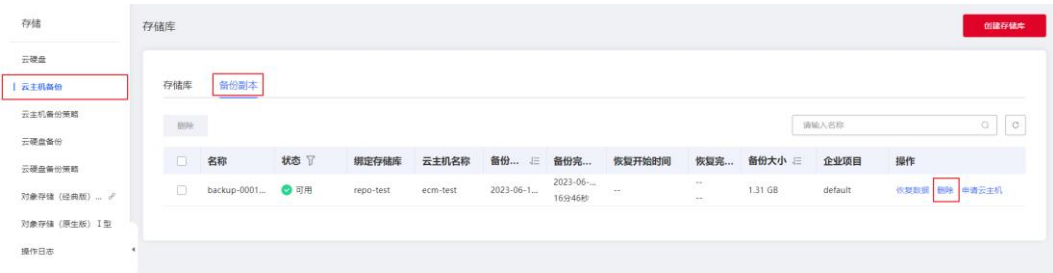 存储
云硬盘
云主机备份
云主机备份策略
云硬盘备份
云硬盘备份策略
对象存储（经典版）...
对象存储（原生版）Ⅰ型
操作日志
存储库
创建存储库
存储库 备份副本
删除
请输入名称
名称 状态 绑定存储库 云主机名称 备份... 备份完... 恢复开始时间 恢复完... 备份大小 企业项目 操作
backup-0001... 可用 repo-test ecm-test 2023-06-1... 2023-06-... -- -- 1.31 GB default 恢复数据 删除 申请云主机
16分46秒 --